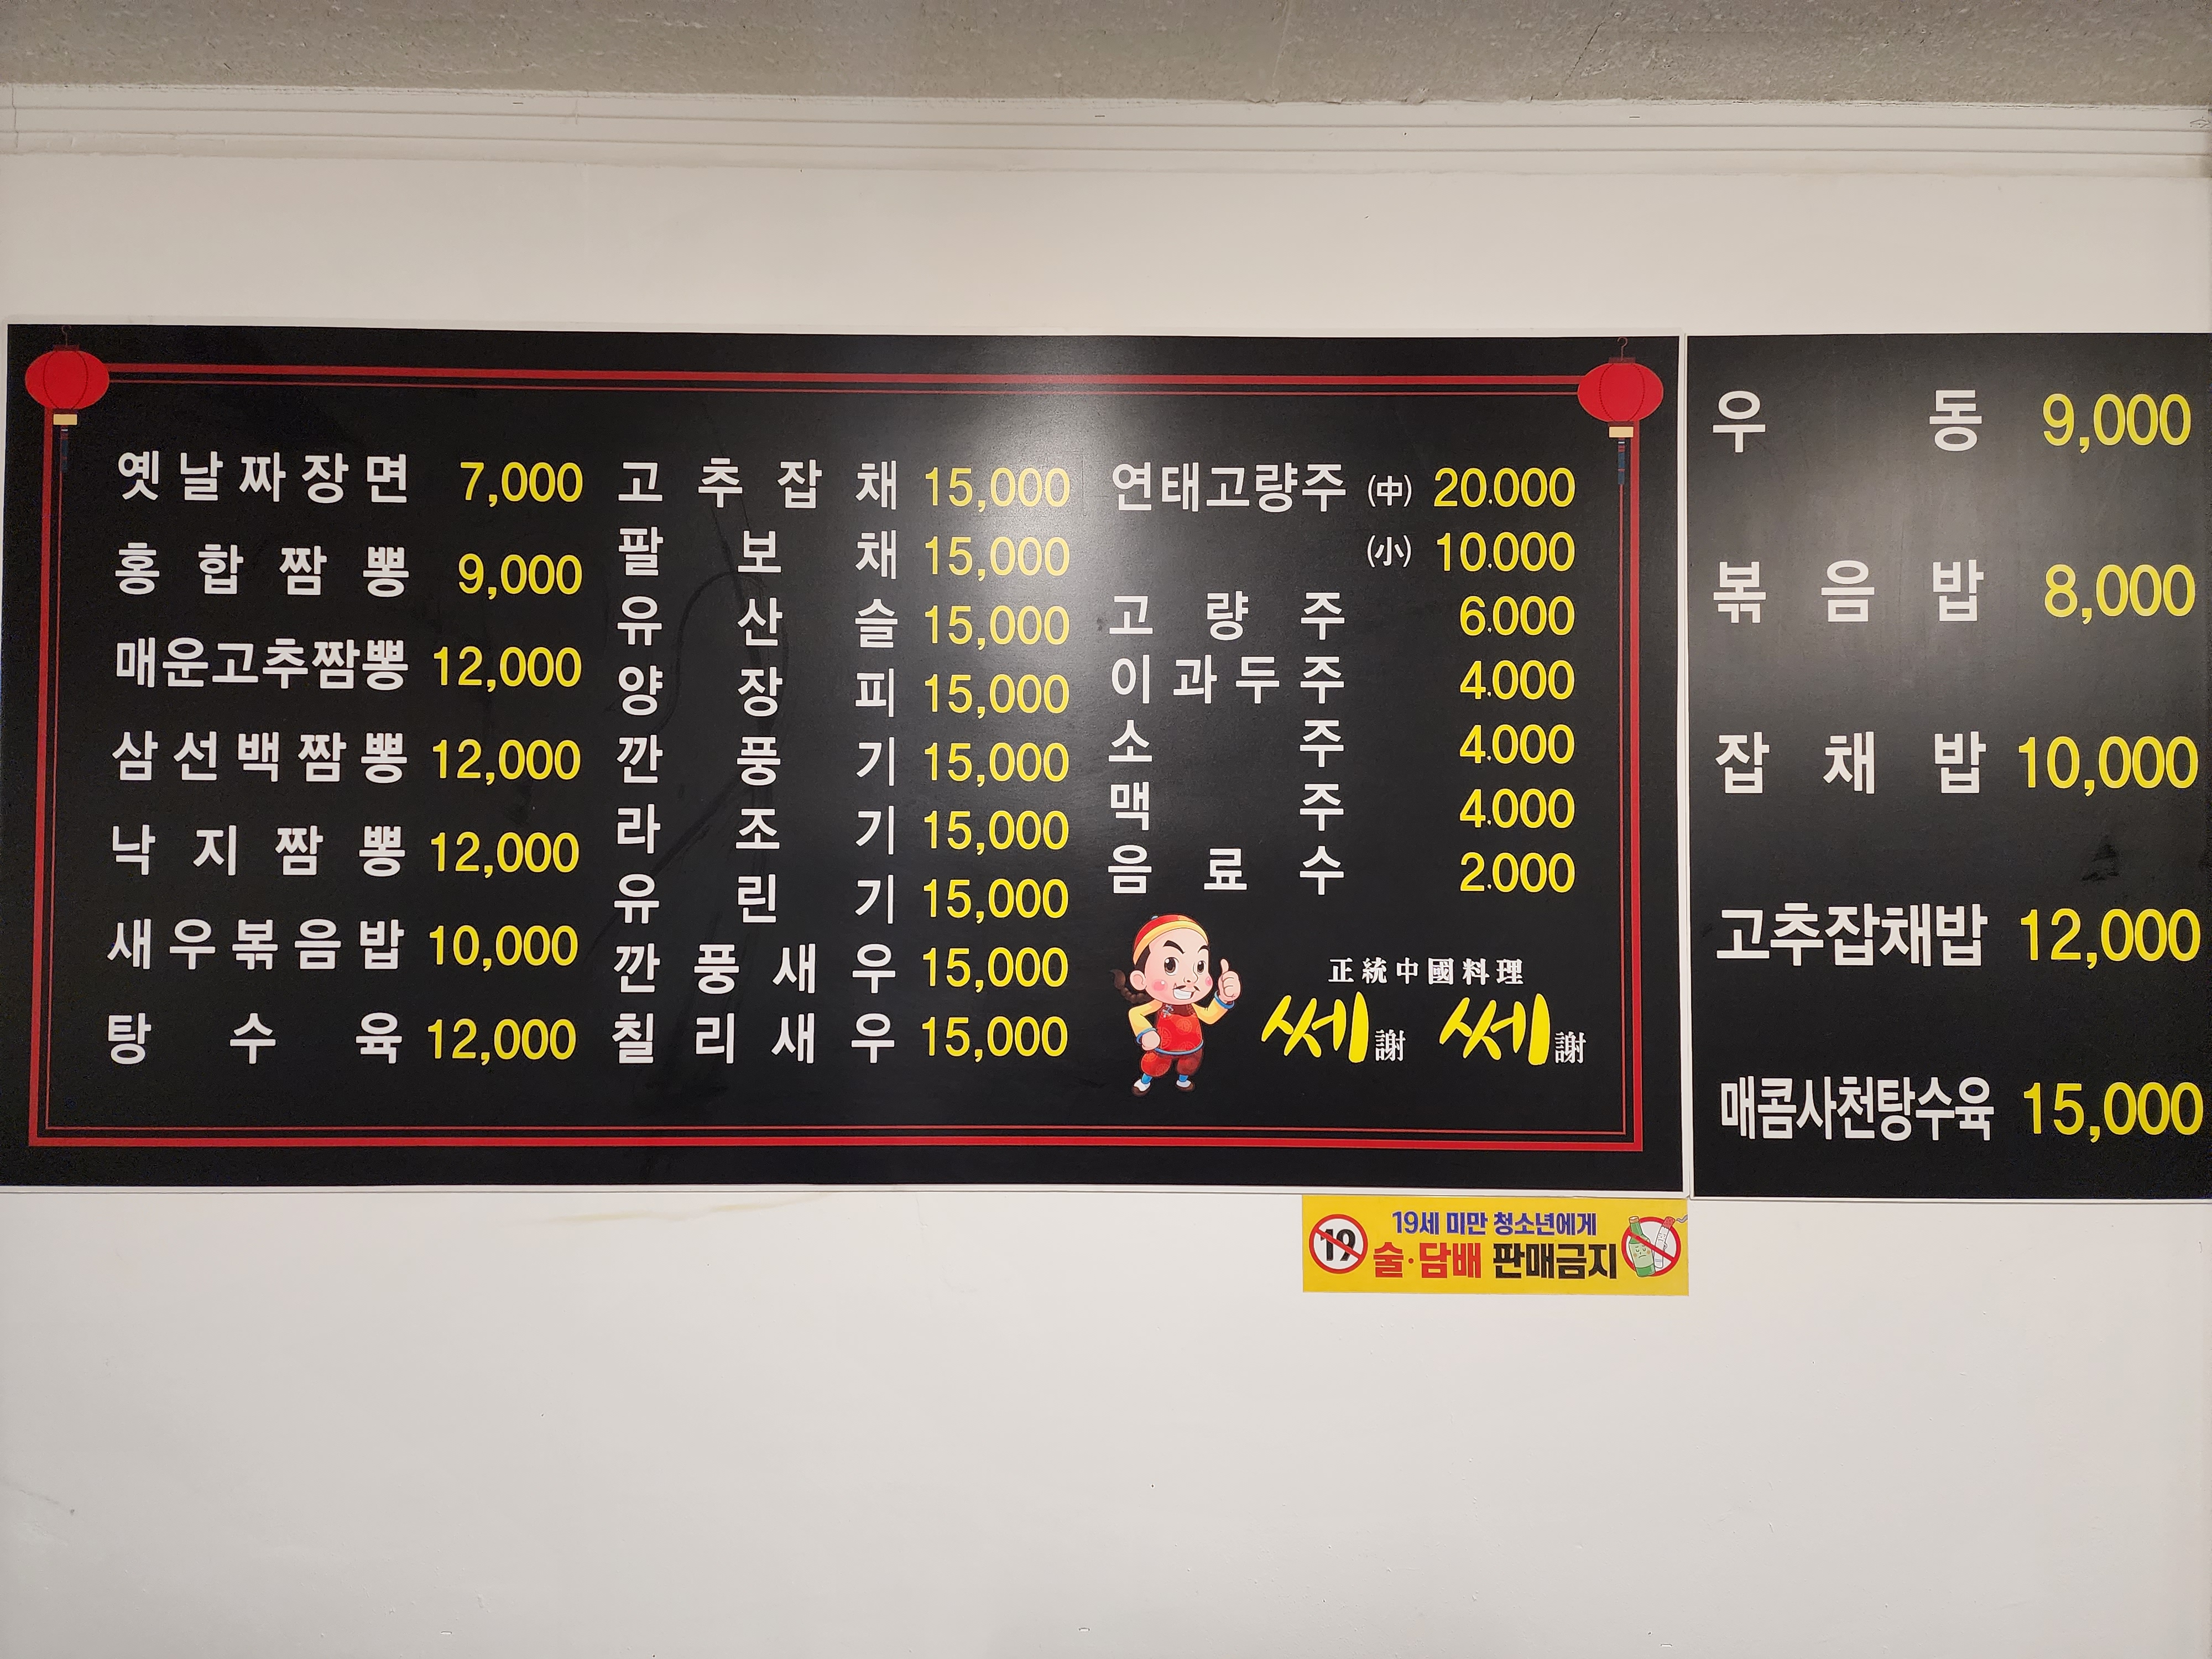 옛날짜장면 7,000
홍합짬뽕 9,000
매운고추짬뽕 12,000
삼선백짬뽕 12,000
낙지짬뽕 12,000
새우볶음밥 10,000
탕수육 12,000
고추잡채 15,000
팔보채 15,000
유산슬 15,000
양장피 15,000
깐풍기 15,000
라조기 15,000
유린기 15,000
깐풍새우 15,000
칠리새우 15,000
연태고량주 (中) 20.000
(小) 10.000
고량주 6.000
이과두주 4.000
소주 4.000
맥주 4.000
음료수 2.000
正統中國料理
쎄謝 쎄謝
우동 9,000
볶음밥 8,000
잡채밥 10,000
고추잡채밥 12,000
매콤사천탕수육 15,000
19세 미만 청소년에게
19 술·담배 판매금지